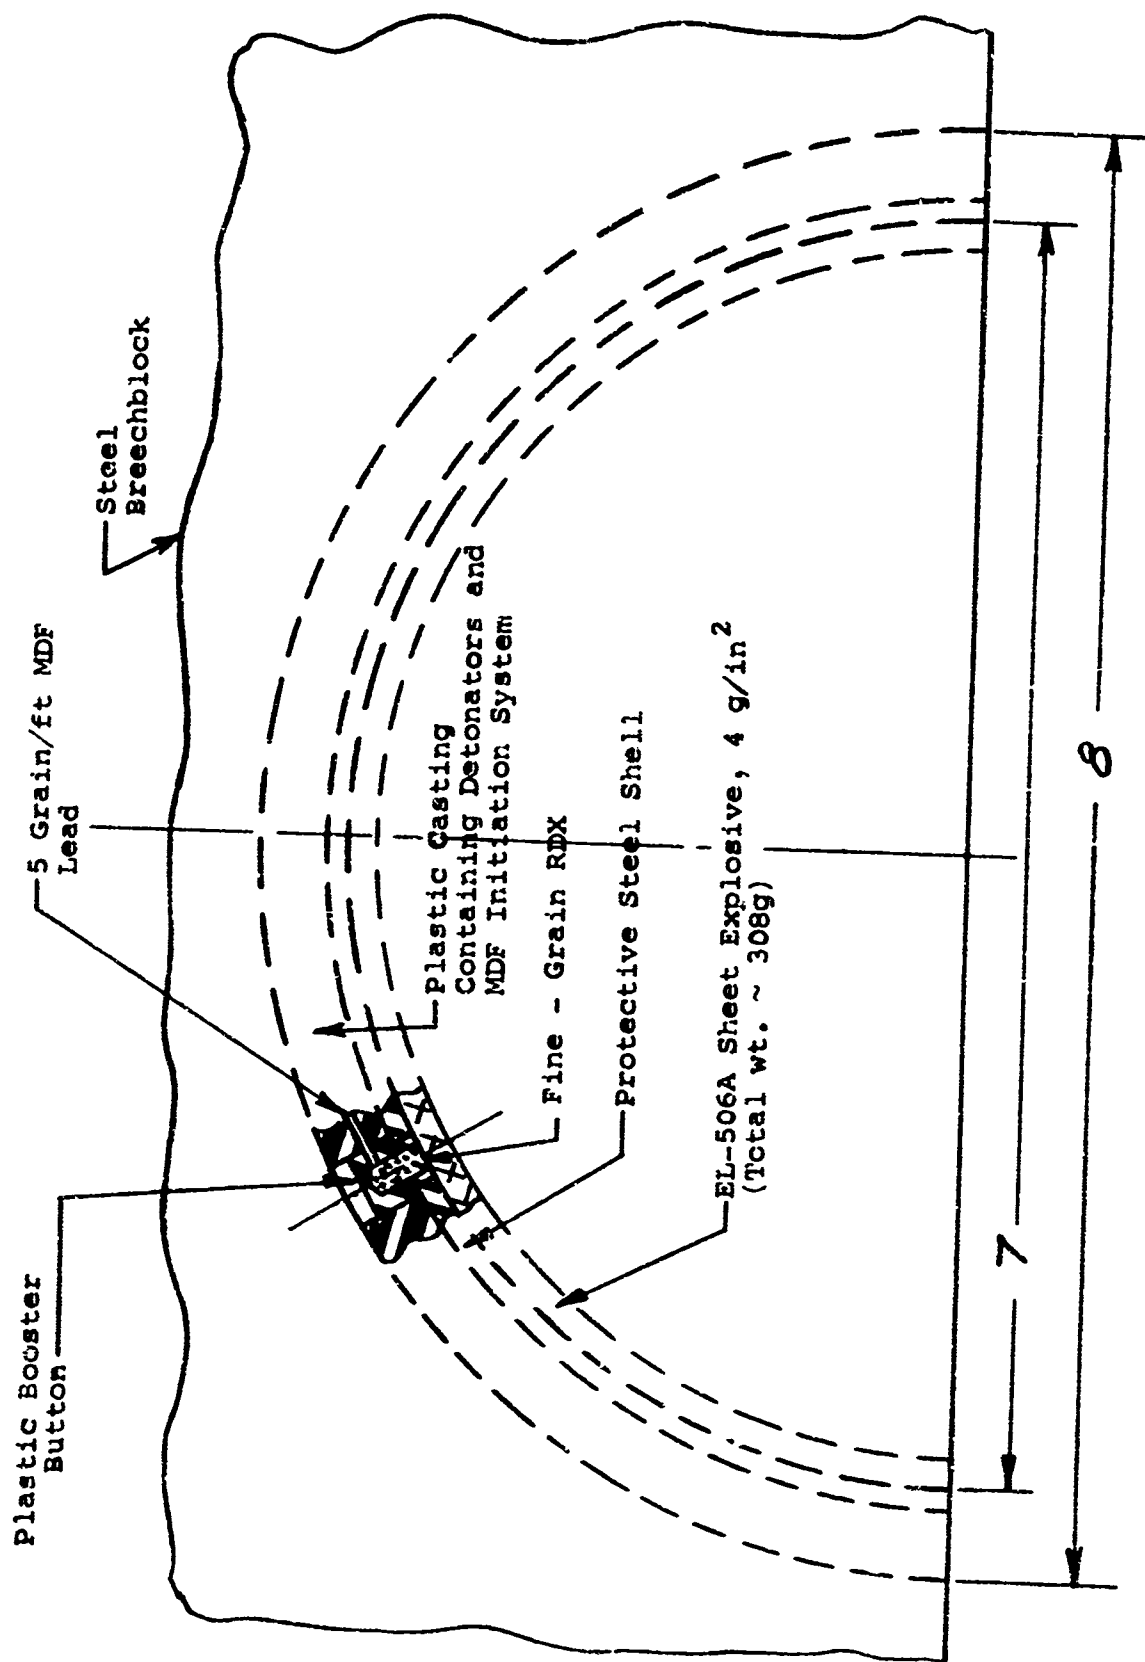 Plastic Booster
Button
5 Grain/ft MDF
Lead
Steel
Breechblock
Plastic Casting
Containing Detonators and
MDF Initiation System
Fine - Grain RDX
Protective Steel Shell
EL-506A Sheet Explosive, 4 g/in²
(Total wt. ~ 308g)
7
8